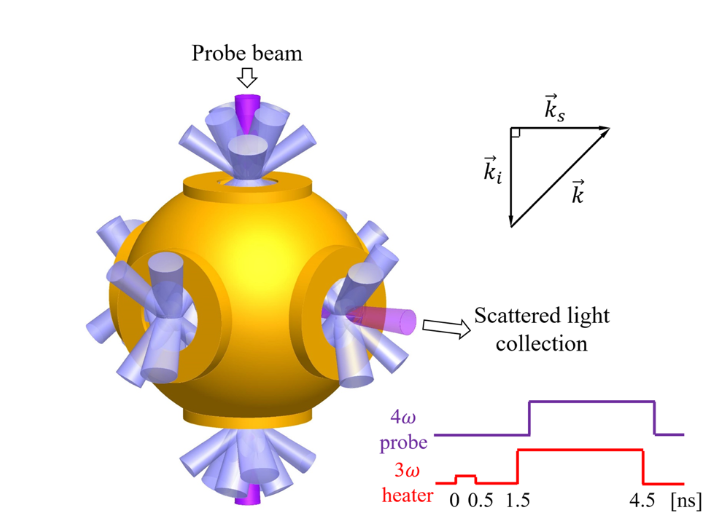 Probe beam
k⃗s
k⃗i
k⃗
Scattered light
collection
4ω
probe
3ω
heater
0 0.5 1.5 4.5 [ns]